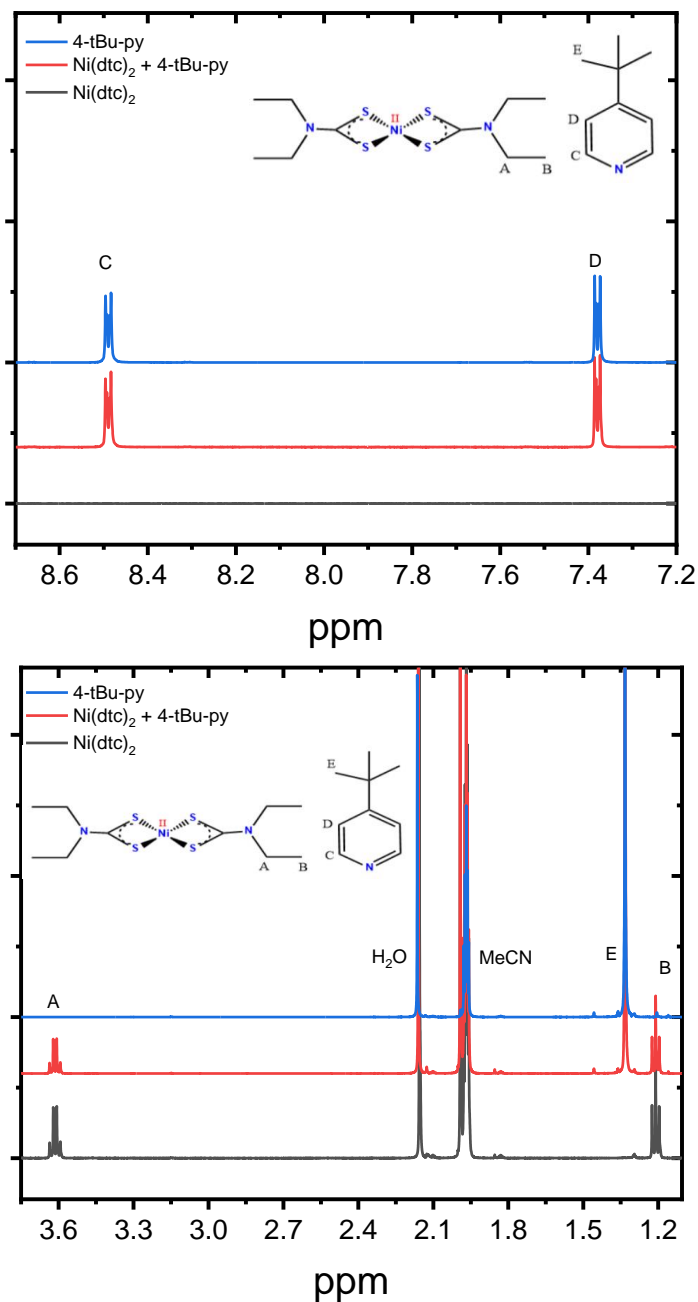 4-tBu-py
Ni(dtc)2 + 4-tBu-py
Ni(dtc)2
E
D
C
N
S
S
II
Ni
S
S
N
A
B
N
C
D
8.6 8.4 8.2 8.0 7.8 7.6 7.4 7.2
ppm
4-tBu-py
Ni(dtc)2 + 4-tBu-py
Ni(dtc)2
E
D
C
N
S
S
II
Ni
S
S
N
A
B
N
A
H2O
MeCN
E
B
3.6 3.3 3.0 2.7 2.4 2.1 1.8 1.5 1.2
ppm